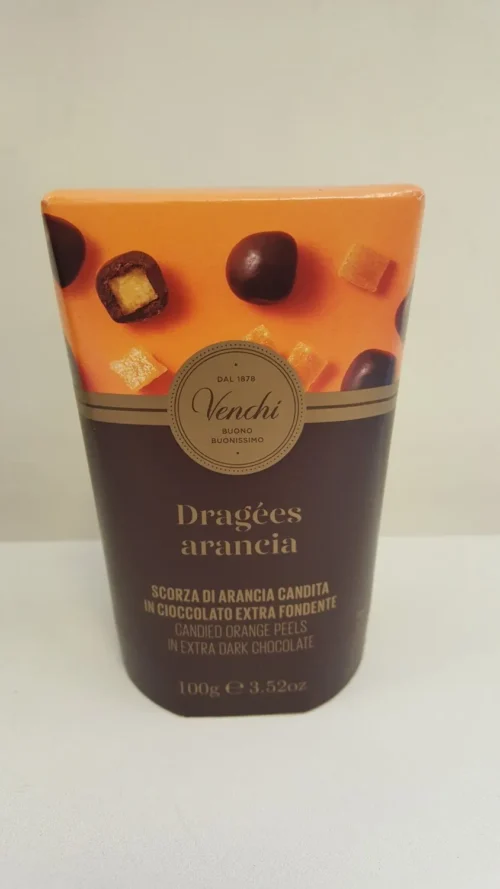 DAL 1878
Venchi
BUONO
BUONISSIMO
Dragées
arancia
SCORZA DI ARANCIA CANDITA
IN CIOCCOLATO EXTRA FONDENTE
CANDIED ORANGE PEELS
IN EXTRA DARK CHOCOLATE
100g ℮ 3.52oz